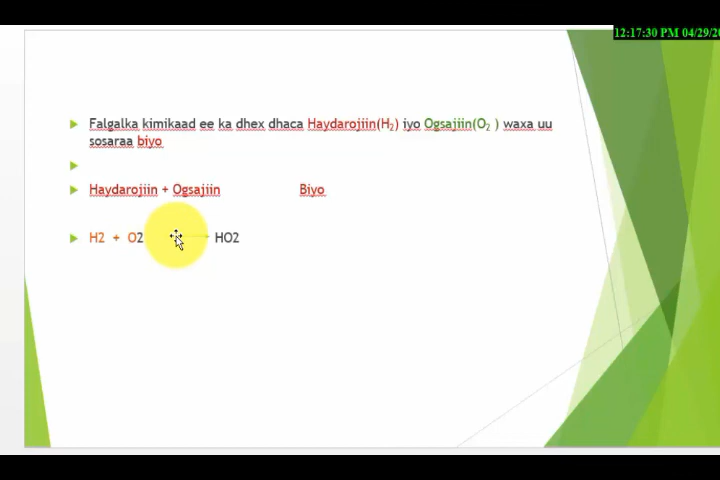 12:17:30 PM 04/29/20
Falgalka kimikaad ee ka dhex dhaca Haydarojiin(H₂) iyo Ogsajiin(O₂ ) waxa uu
sosaraa biyo
Haydarojiin + Ogsajiin Biyo
H2 + O2 → HO2